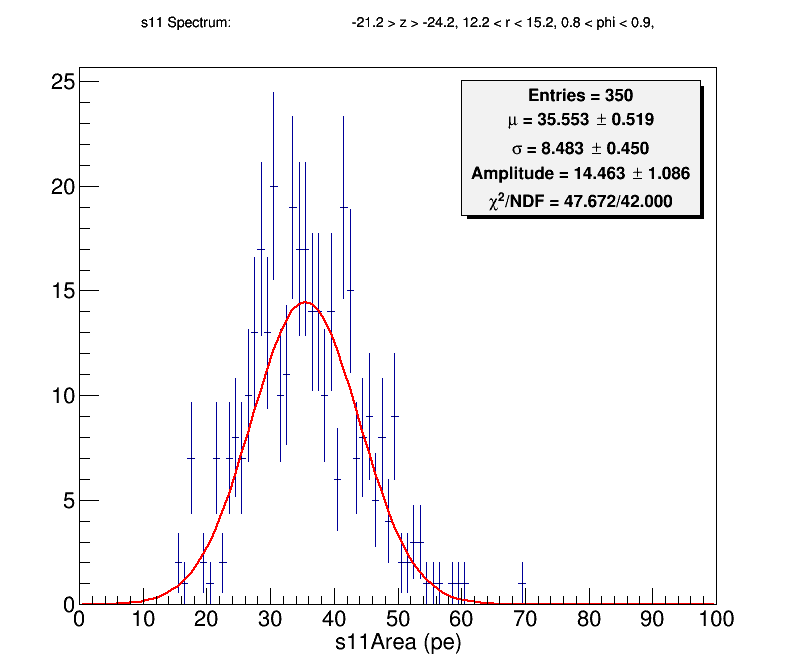 s11 Spectrum: -21.2 > z > -24.2, 12.2 < r < 15.2, 0.8 < phi < 0.9,
Entries = 350
μ = 35.553 ± 0.519
σ = 8.483 ± 0.450
Amplitude = 14.463 ± 1.086
χ²/NDF = 47.672/42.000
25
20
15
10
5
0
0 10 20 30 40 50 60 70 80 90 100
s11Area (pe)